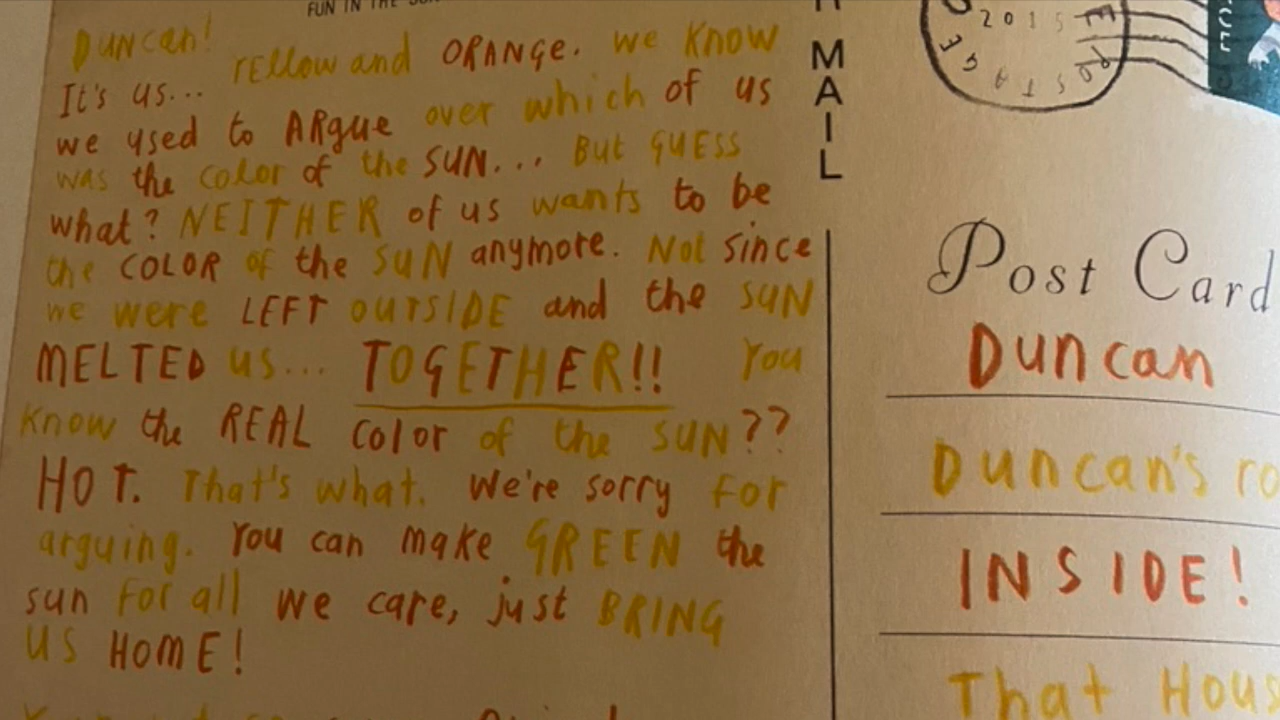 FUN IN THE
DUNCan!
It's us... YEllow and ORANGE. we Know
we used to ARgue over which of us
was the color of the SUN... But GUESS
what? NEITHER of us wants to be
the COLOR of the SUN anymore. Not since
we were LEFT OUTSIDE and the SUN
MELTED us... TOGETHER!! You
know the REAL color of the SUN??
HOT. That's what. We're sorry For
arguing. You can make GREEN the
sun for all we care, just BRING
US HOME!
MAIL
2015
POSTAGE
Post Card
Duncan
Duncan's
INSIDE!
That